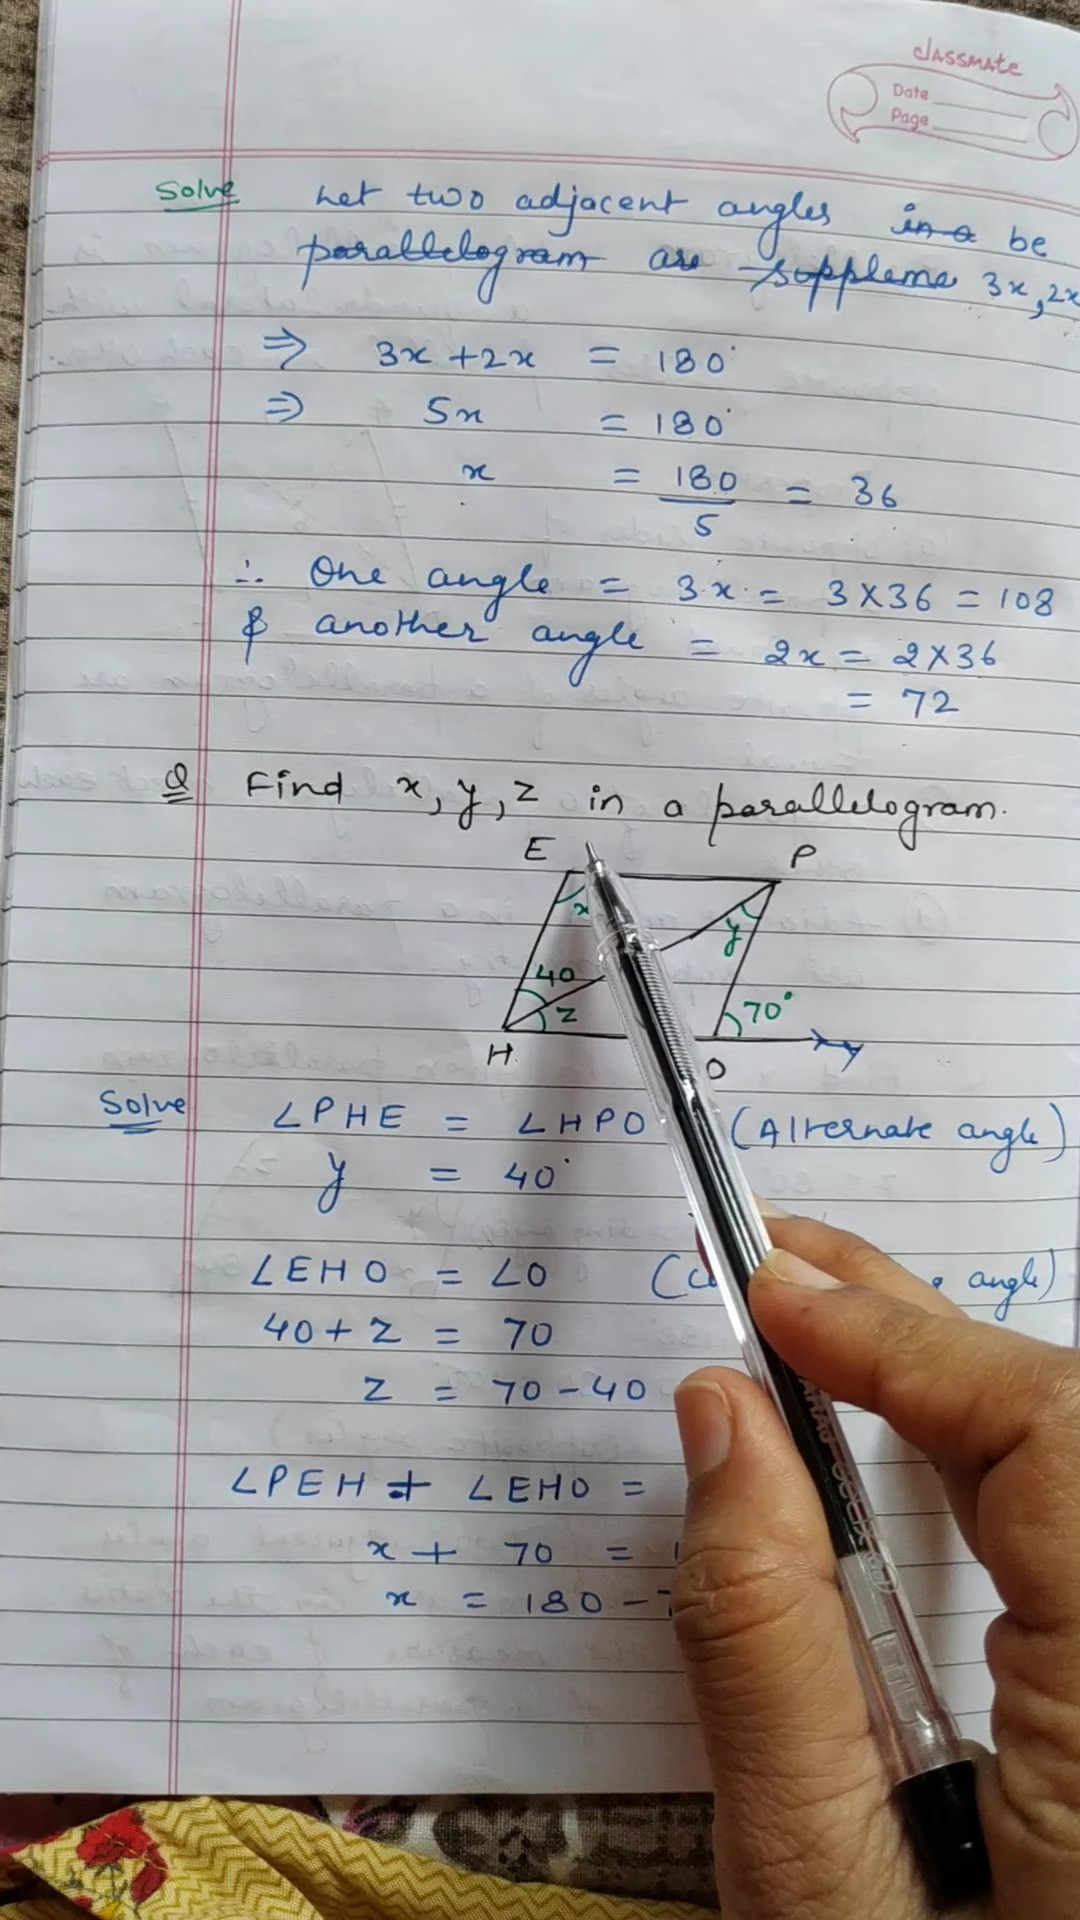 classmate
Date
Page
Solve Let two adjacent angles in a be
parallelogram are suppleme 3x, 2x
⇒ 3x + 2x = 180°
⇒ 5x = 180°
x = 180/5 = 36
∴ One angle = 3x = 3 X 36 = 108
& another angle = 2x = 2 X 36
= 72
Q Find x, y, z in a parallelogram.
E P
x
y
40
z 70°
H O
Solve ∠PHE = ∠HPO (Alternate angle)
y = 40°
∠EHO = ∠O ( angle)
40 + z = 70
z = 70 - 40
∠PEH + ∠EHO =
x + 70 =
x = 180 -